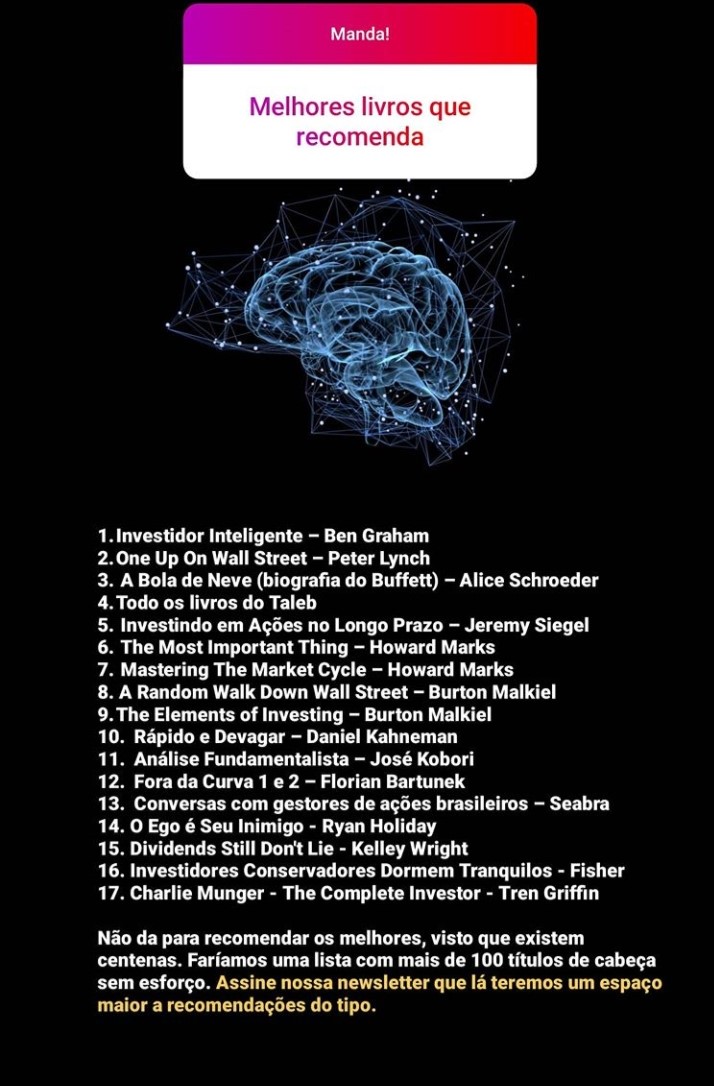 Manda!
Melhores livros que
recomenda
1.Investidor Inteligente – Ben Graham
2.One Up On Wall Street – Peter Lynch
3. A Bola de Neve (biografia do Buffett) – Alice Schroeder
4.Todo os livros do Taleb
5. Investindo em Ações no Longo Prazo – Jeremy Siegel
6. The Most Important Thing – Howard Marks
7. Mastering The Market Cycle – Howard Marks
8. A Random Walk Down Wall Street – Burton Malkiel
9.The Elements of Investing – Burton Malkiel
10. Rápido e Devagar – Daniel Kahneman
11. Análise Fundamentalista – José Kobori
12. Fora da Curva 1 e 2 – Florian Bartunek
13. Conversas com gestores de ações brasileiros – Seabra
14. O Ego é Seu Inimigo - Ryan Holiday
15. Dividends Still Don't Lie - Kelley Wright
16. Investidores Conservadores Dormem Tranquilos - Fisher
17. Charlie Munger - The Complete Investor - Tren Griffin
Não da para recomendar os melhores, visto que existem
centenas. Faríamos uma lista com mais de 100 títulos de cabeça
sem esforço. Assine nossa newsletter que lá teremos um espaço
maior a recomendações do tipo.